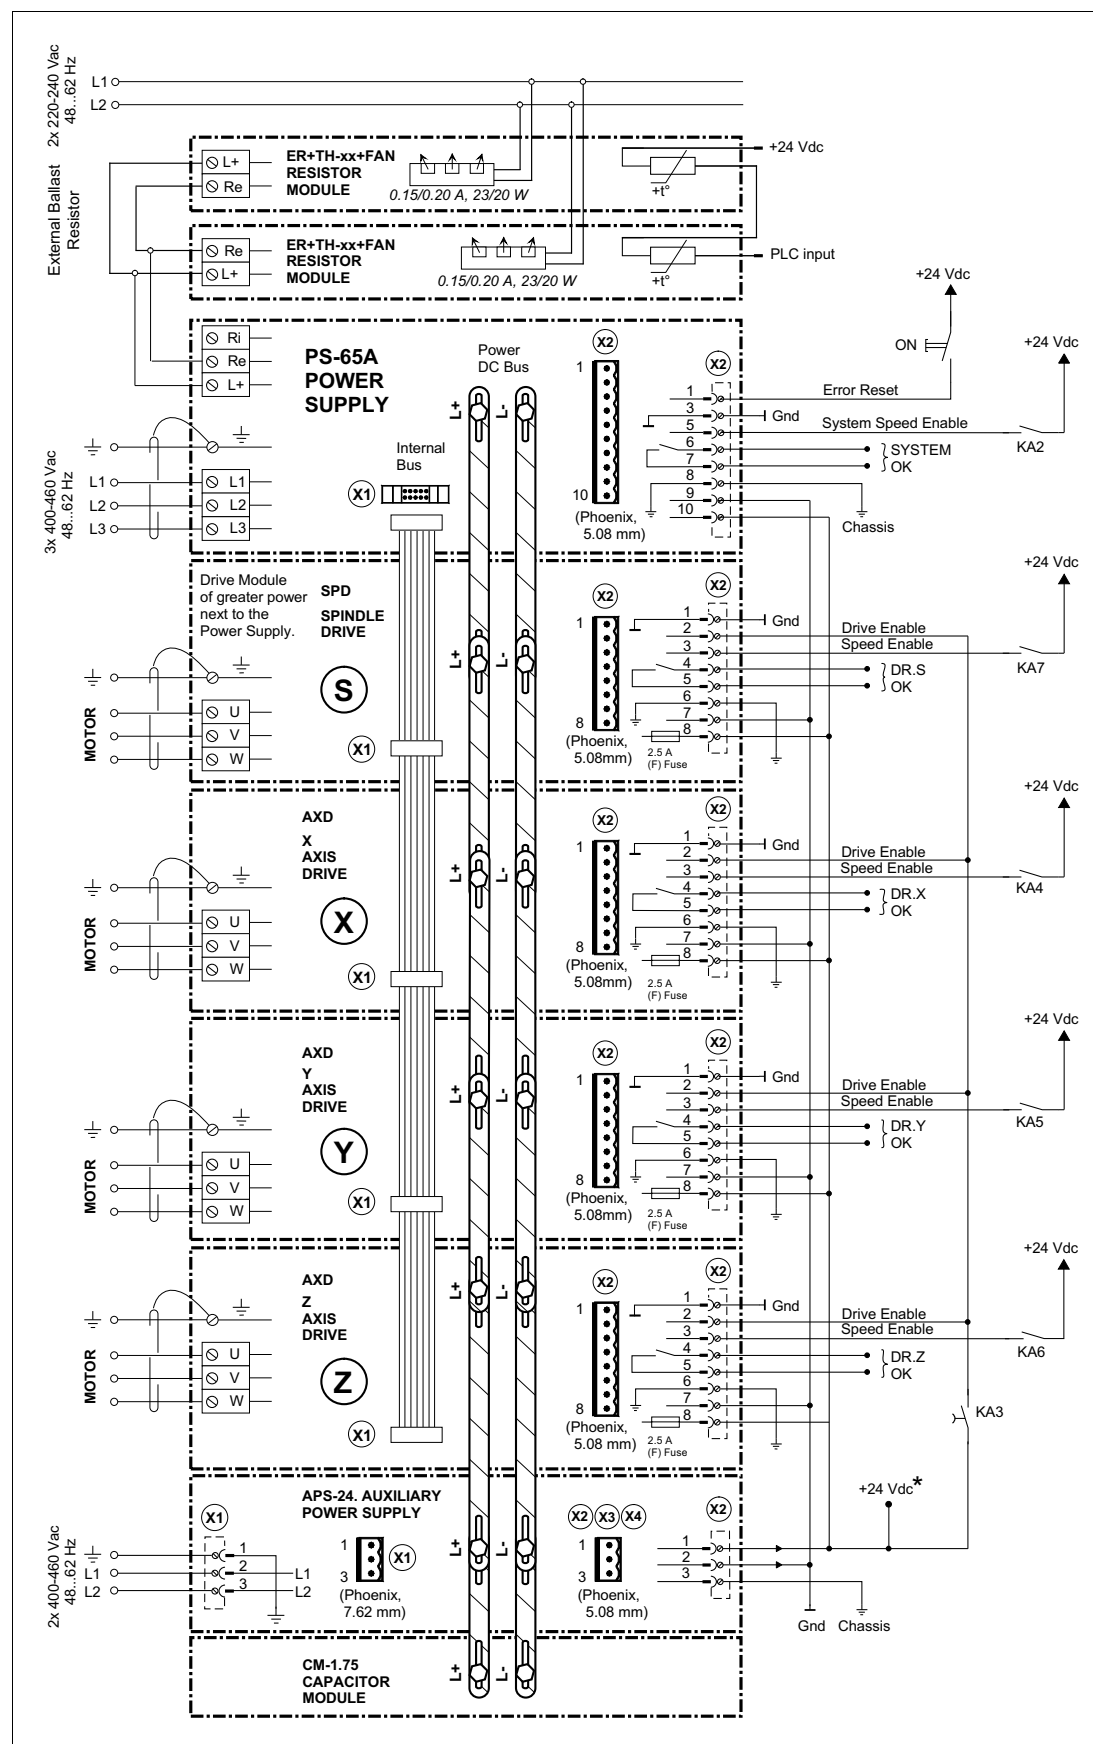 2x 220-240 Vac
48...62 Hz
L1
L2
External Ballast
Resistor
L+
Re
ER+TH-xx+FAN
RESISTOR
MODULE
0.15/0.20 A, 23/20 W
+t°
+24 Vdc
Re
L+
ER+TH-xx+FAN
RESISTOR
MODULE
0.15/0.20 A, 23/20 W
+t°
PLC input
Ri
Re
L+
PS-65A
POWER
SUPPLY
Power
DC Bus
L+
L-
Internal
Bus
X1
3x 400-460 Vac
48...62 Hz
L1
L2
L3
L1
L2
L3
X2
1
10
(Phoenix,
5.08 mm)
X2
1
3
5
6
7
8
9
10
+24 Vdc
ON
Error Reset
Gnd
System Speed Enable
+24 Vdc
KA2
SYSTEM
OK
Chassis
Drive Module
of greater power
next to the
Power Supply.
SPD
SPINDLE
DRIVE
S
MOTOR
U
V
W
X1
L+
L-
X2
1
8
(Phoenix,
5.08mm)
X2
1
2
3
4
5
6
7
8
2.5 A
(F) Fuse
Gnd
Drive Enable
Speed Enable
+24 Vdc
KA7
DR.S
OK
AXD
X
AXIS
DRIVE
X
MOTOR
U
V
W
X1
L+
L-
X2
1
8
(Phoenix,
5.08mm)
X2
1
2
3
4
5
6
7
8
2.5 A
(F) Fuse
Gnd
Drive Enable
Speed Enable
+24 Vdc
KA4
DR.X
OK
AXD
Y
AXIS
DRIVE
Y
MOTOR
U
V
W
X1
L+
L-
X2
1
8
(Phoenix,
5.08mm)
X2
1
2
3
4
5
6
7
8
2.5 A
(F) Fuse
Gnd
Drive Enable
Speed Enable
+24 Vdc
KA5
DR.Y
OK
AXD
Z
AXIS
DRIVE
Z
MOTOR
U
V
W
X1
L+
L-
X2
1
8
(Phoenix,
5.08 mm)
X2
1
2
3
4
5
6
7
8
2.5 A
(F) Fuse
Gnd
Drive Enable
Speed Enable
+24 Vdc
KA6
DR.Z
OK
KA3
+24 Vdc*
APS-24. AUXILIARY
POWER SUPPLY
2x 400-460 Vac
48...62 Hz
L1
L2
X1
1
2
3
L1
L2
1
3
X1
(Phoenix,
7.62 mm)
L+
L-
X2 X3 X4
1
3
(Phoenix,
5.08 mm)
X2
1
2
3
Gnd
Chassis
CM-1.75
CAPACITOR
MODULE
L+
L-